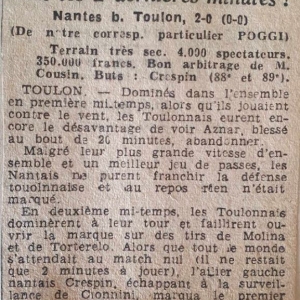 dernières minutes !
Nantes b. Toulon, 2-0 (0-0)
(De notre corresp. particulier POGGI)
Terrain très sec. 4.000 spectateurs.
350.000 francs. Bon arbitrage de M.
Cousin. Buts : Crespin (88e et 89e).
TOULON. — Dominés dans l'ensemble
en première mi-temps, alors qu'ils jouaient
contre le vent, les Toulonnais eurent en-
core le désavantage de voir Aznar, blessé
au bout de 20 minutes, abandonner.
Malgré leur plus grande vitesse d'en-
semble et un meilleur jeu de passes, les
Nantais ne purent franchir la défense
touolnnaise et au repos rien n'était
marqué.
En deuxième mi-temps, les Toulonnais
dominèrent à leur tour et faillirent ou-
vrir la marque sur des tirs de Molina
et de Torterelo. Alors que tout le monde
s'attendait au match nul (il ne restait
que 2 minutes à jouer), l'ailier gauche
nantais Crespin, échappant à la surveil-
lance de Cionnini, marqua le premier